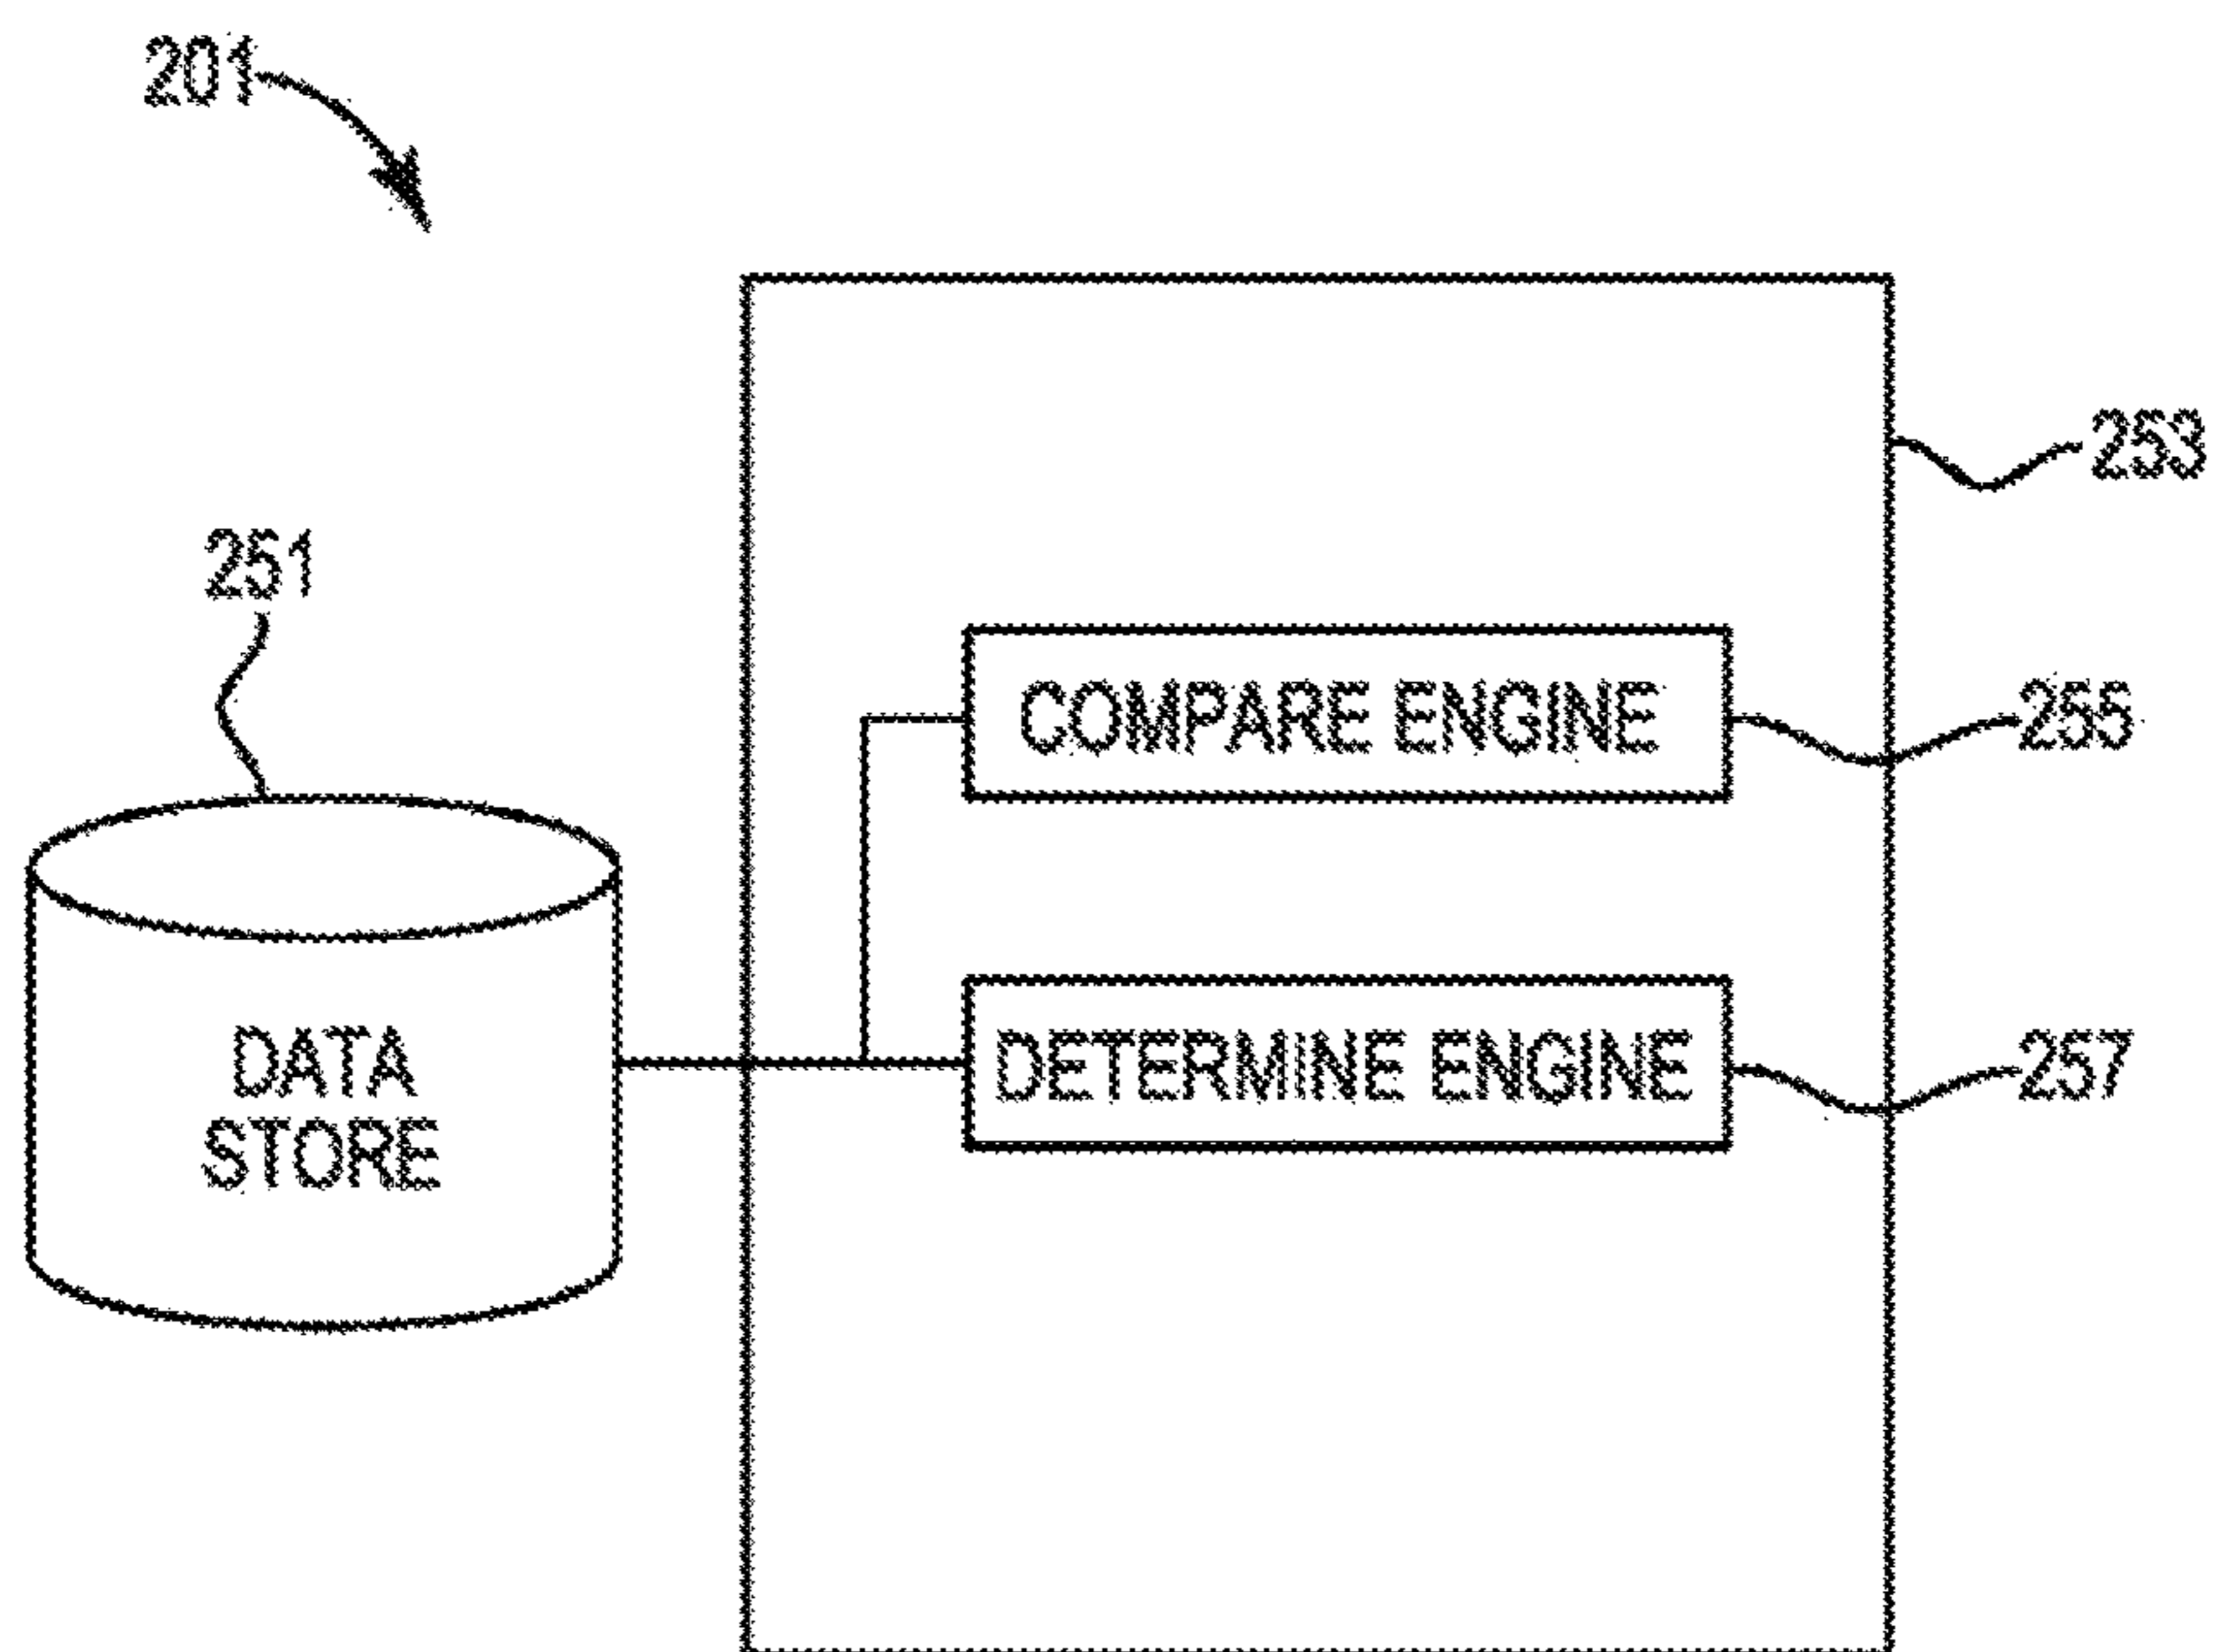 201
253
251
COMPARE ENGINE
255
DATA
STORE
DETERMINE ENGINE
257